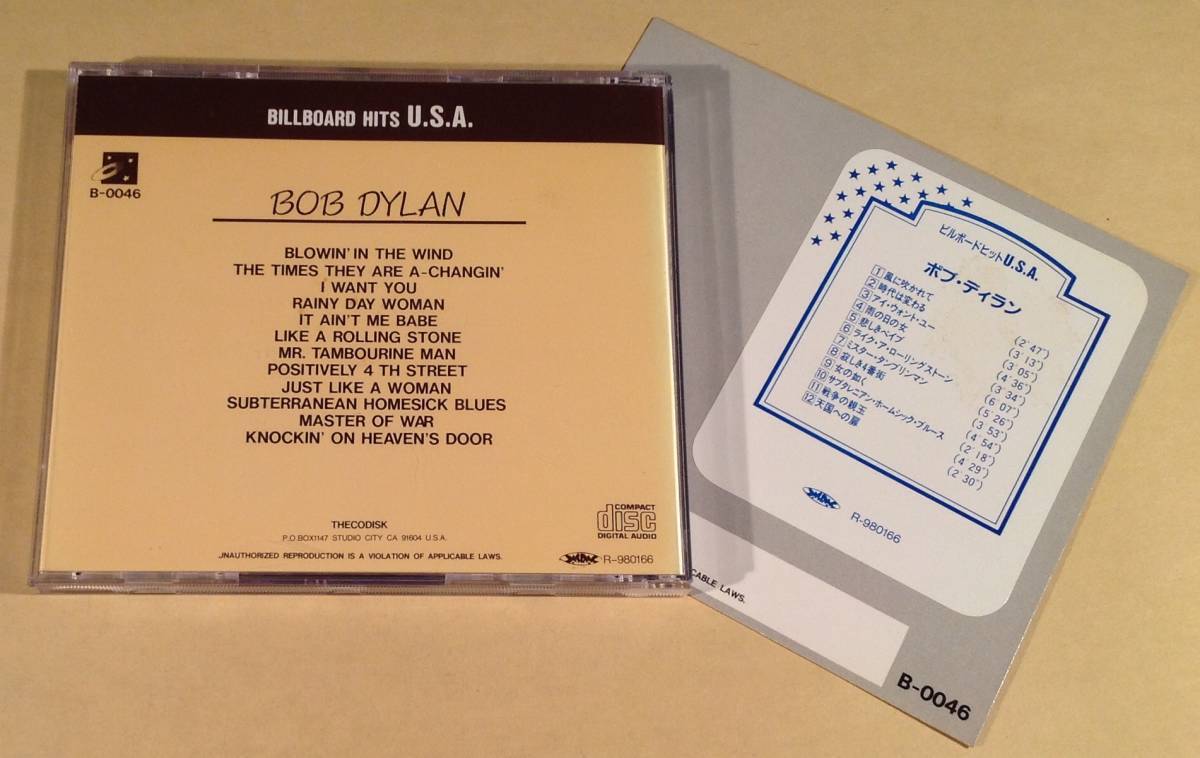 BILLBOARD HITS U.S.A.
B-0046
BOB DYLAN
BLOWIN' IN THE WIND
THE TIMES THEY ARE A-CHANGIN'
I WANT YOU
RAINY DAY WOMAN
IT AIN'T ME BABE
LIKE A ROLLING STONE
MR. TAMBOURINE MAN
POSITIVELY 4 TH STREET
JUST LIKE A WOMAN
SUBTERRANEAN HOMESICK BLUES
MASTER OF WAR
KNOCKIN' ON HEAVEN'S DOOR
THECODISK
P.O.BOX1147 STUDIO CITY CA 91604 U.S.A.
UNAUTHORIZED REPRODUCTION IS A VIOLATION OF APPLICABLE LAWS.
COMPACT
disc
DIGITAL AUDIO
R-980166
ビルボードヒット U.S.A.
ボブ・ディラン
1 風に吹かれて (2'47")
2 時代は変わる (3'13")
3 アイ・ウォント・ユー (3'05")
4 雨の日の女 (4'36")
5 悲しきベイブ (3'34")
6 ライク・ア・ローリングストーン (6'07")
7 ミスター・タンブリンマン (5'26")
8 寂しき4番街 (3'53")
9 女の如く (4'54")
10 サブタレニアン・ホームシック・ブルース (2'18")
11 戦争の親玉 (4'29")
12 天国への扉 (2'30")
R-980166
CABLE LAWS.
B-0046